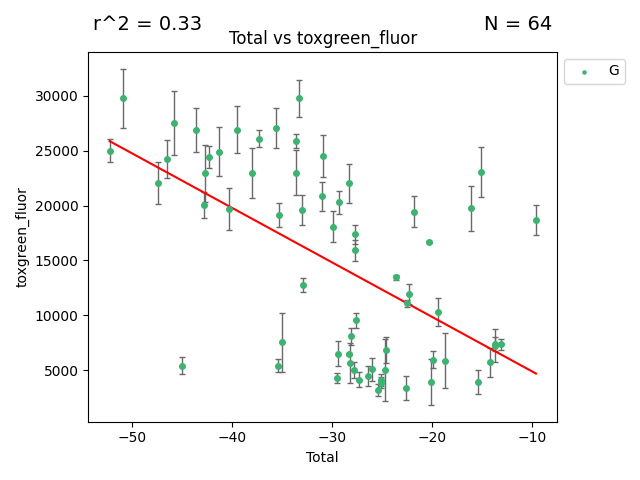 r^2 = 0.33
N = 64
Total vs toxgreen_fluor
G
30000
25000
20000
15000
10000
5000
toxgreen_fluor
−50
−40
−30
−20
−10
Total